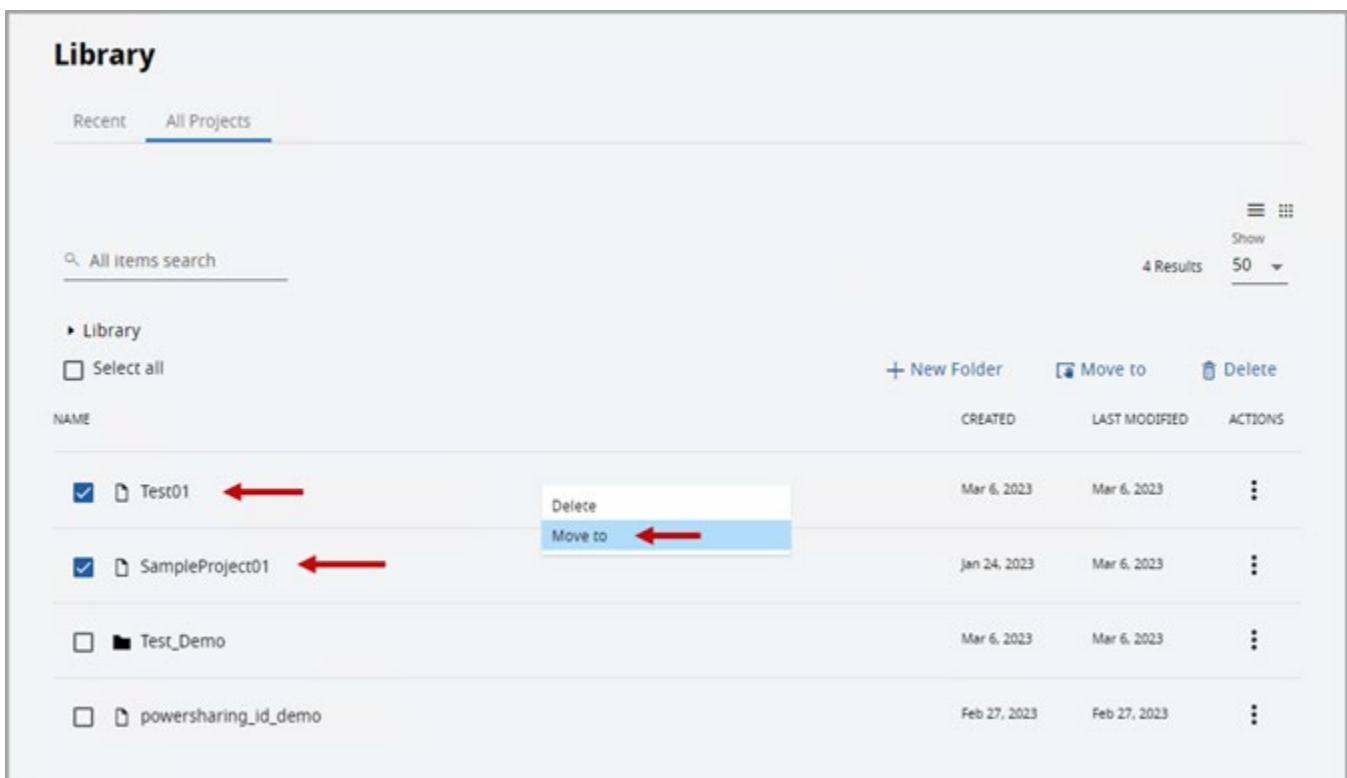 Library
Recent All Projects
Show
All items search 4 Results 50
Library
Select all New Folder Move to Delete
NAME CREATED LAST MODIFIED ACTIONS
Test01 Mar 6, 2023 Mar 6, 2023
Delete
Move to
SampleProject01 Jan 24, 2023 Mar 6, 2023
Test_Demo Mar 6, 2023 Mar 6, 2023
powersharing_id_demo Feb 27, 2023 Feb 27, 2023